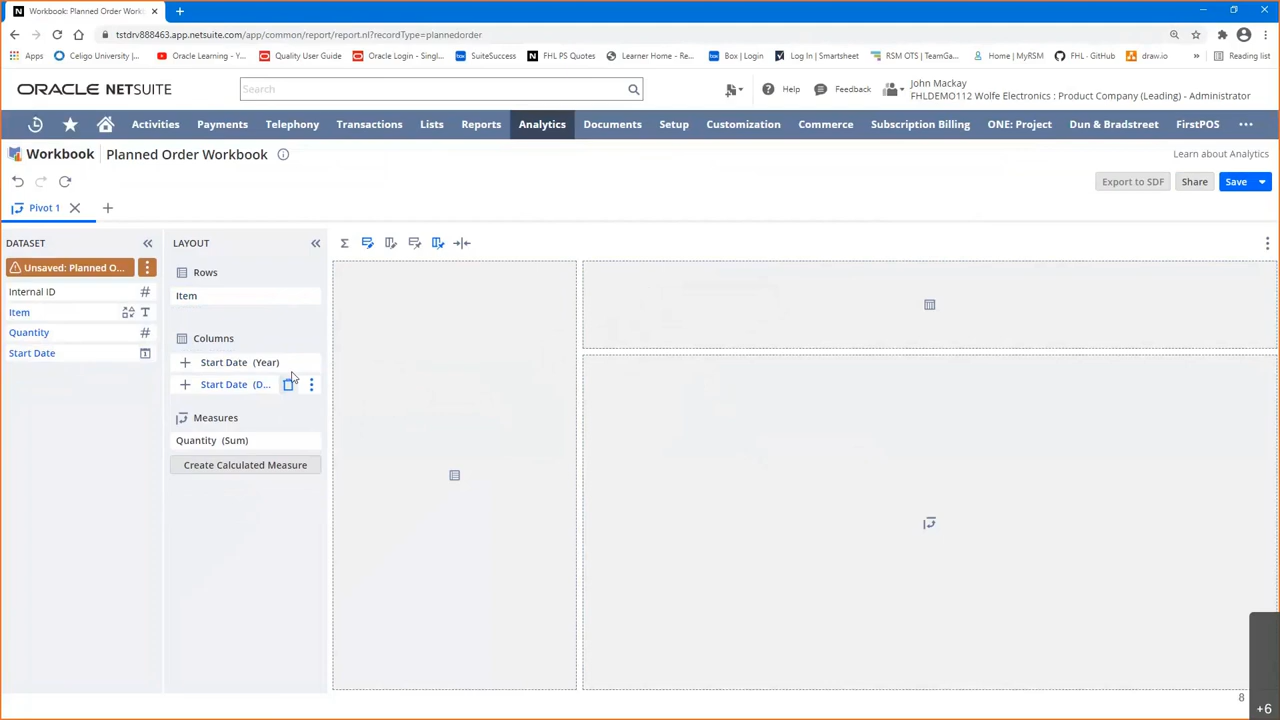 Workbook: Planned Order Work
tstdrv888463.app.netsuite.com/app/common/report/report.nl?recordType=plannedorder
Apps
Celigo University |...
Oracle Learning - Y...
Quality User Guide
Oracle Login - Singl...
SuiteSuccess
FHL PS Quotes
Learner Home - Re...
Box | Login
Log In | Smartsheet
RSM OTS | TeamGa...
Home | MyRSM
FHL - GitHub
draw.io
»
Reading list
ORACLE NETSUITE
Search
Help
Feedback
John Mackay
FHLDEMO112 Wolfe Electronics : Product Company (Leading) - Administrator
Activities
Payments
Telephony
Transactions
Lists
Reports
Analytics
Documents
Setup
Customization
Commerce
Subscription Billing
ONE: Project
Dun & Bradstreet
FirstPOS
Workbook
Planned Order Workbook
Learn about Analytics
Export to SDF
Share
Save
Pivot 1
DATASET
LAYOUT
Unsaved: Planned O...
Rows
Internal ID
Item
Item
Quantity
Columns
Start Date
Start Date (Year)
Start Date (D...
Measures
Quantity (Sum)
Create Calculated Measure
8
+6